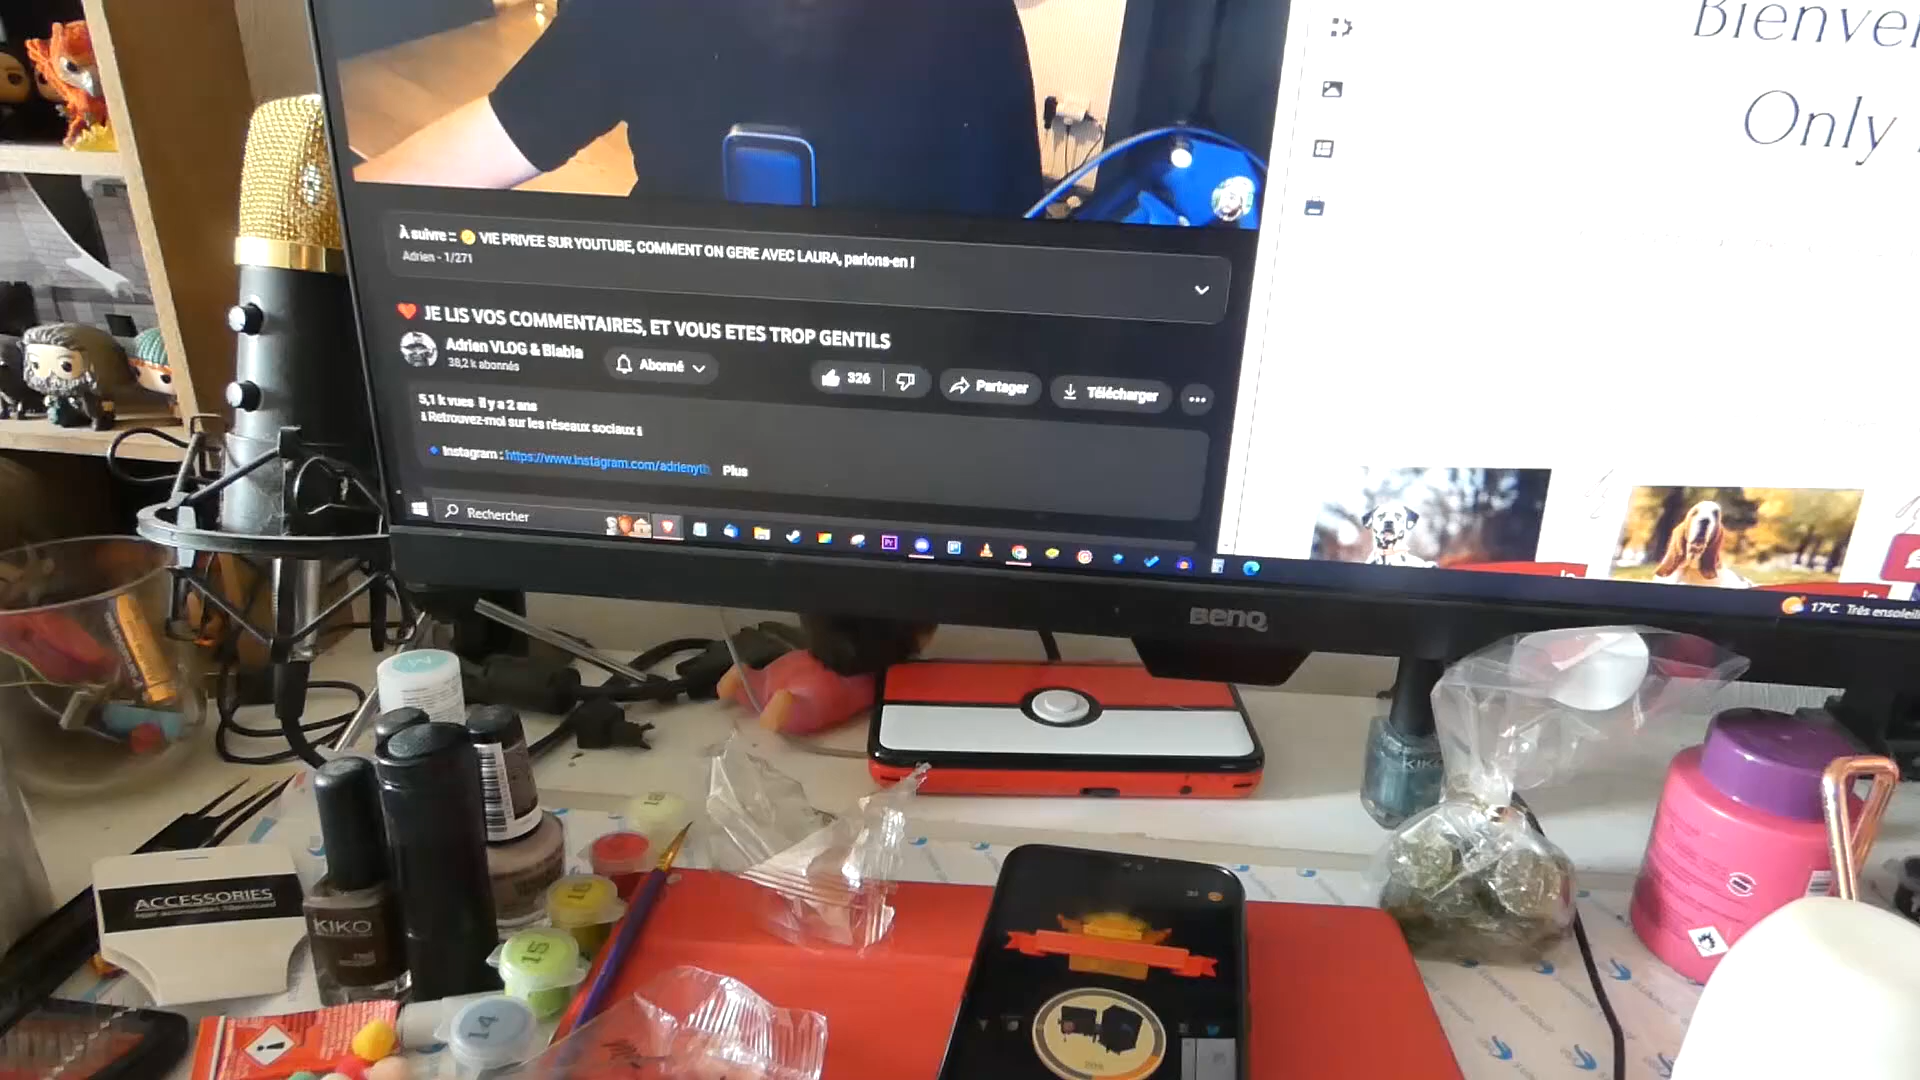 Bienve
Only
À suivre :: VIE PRIVEE SUR YOUTUBE, COMMENT ON GERE AVEC LAURA, parlons-en !
Adrien - 1/271
JE LIS VOS COMMENTAIRES, ET VOUS ETES TROP GENTILS
Adrien VLOG & Blabla
38,2 k abonnés
Abonné
326
Partager
Télécharger
5,1 k vues il y a 2 ans
Retrouvez-moi sur les réseaux sociaux
Instagram : https://www.instagram.com/adrienyt
Plus
Rechercher
17°C Très ensoleil
BenQ
KIKO
ACCESSORIES
KIKO
15
14